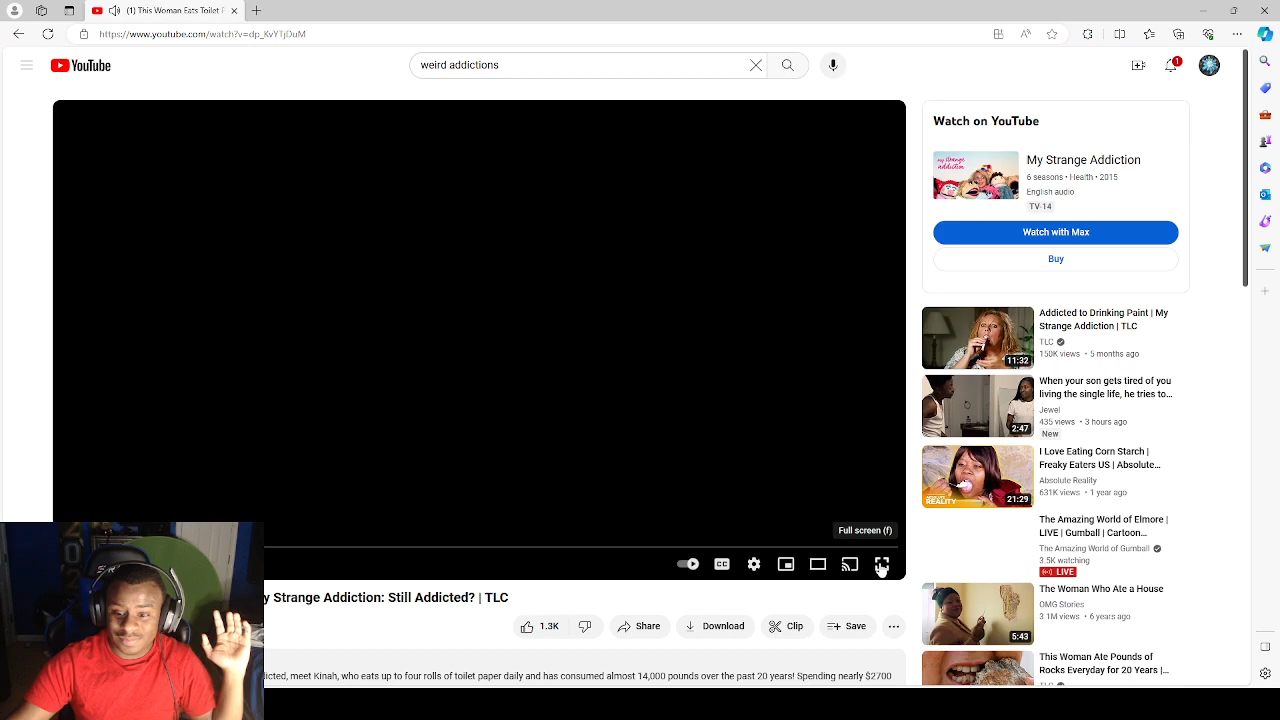 (1) This Woman Eats Toilet P
https://www.youtube.com/watch?v=dp_KvYTjDuM
YouTube
weird addictions
1
Watch on YouTube
my strange addiction
My Strange Addiction
6 seasons • Health • 2015
English audio
TV-14
Watch with Max
Buy
11:32
Addicted to Drinking Paint | My
Strange Addiction | TLC
TLC
150K views • 5 months ago
2:47
When your son gets tired of you
living the single life, he tries to...
Jewel
435 views • 3 hours ago
New
ABSOLUTE REALITY
21:29
I Love Eating Corn Starch |
Freaky Eaters US | Absolute...
Absolute Reality
631K views • 1 year ago
The Amazing World of Elmore |
LIVE | Gumball | Cartoon...
The Amazing World of Gumball
3.5K watching
LIVE
5:43
The Woman Who Ate a House
OMG Stories
3.1M views • 6 years ago
This Woman Ate Pounds of
Rocks Everyday for 20 Years |...
Full screen (f)
CC
y Strange Addiction: Still Addicted? | TLC
1.3K
Share
Download
Clip
Save
icted, meet Kinah, who eats up to four rolls of toilet paper daily and has consumed almost 14,000 pounds over the past 20 years! Spending nearly $2700